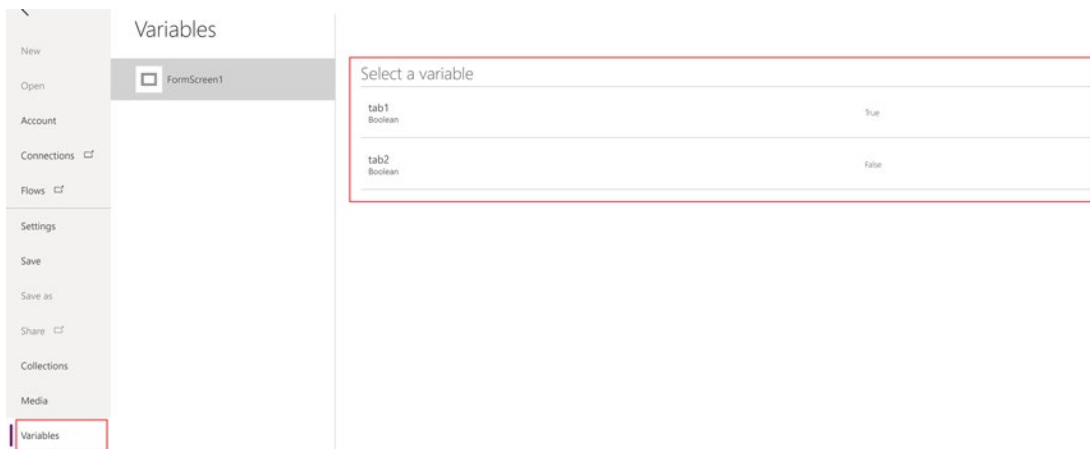 Variables
New
Open
Account
Connections
Flows
Settings
Save
Save as
Share
Collections
Media
Variables
FormScreen1
Select a variable
tab1
Boolean
True
tab2
Boolean
False